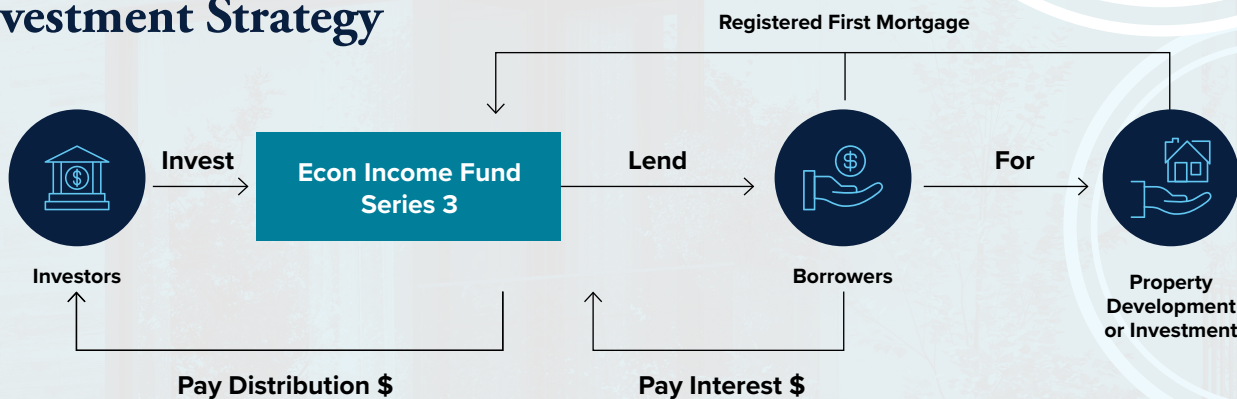 vestment Strategy
Registered First Mortgage
Invest
Econ Income Fund
Series 3
Lend
$
For
$
Investors
Borrowers
Property
Development
or Investment
Pay Distribution $
Pay Interest $